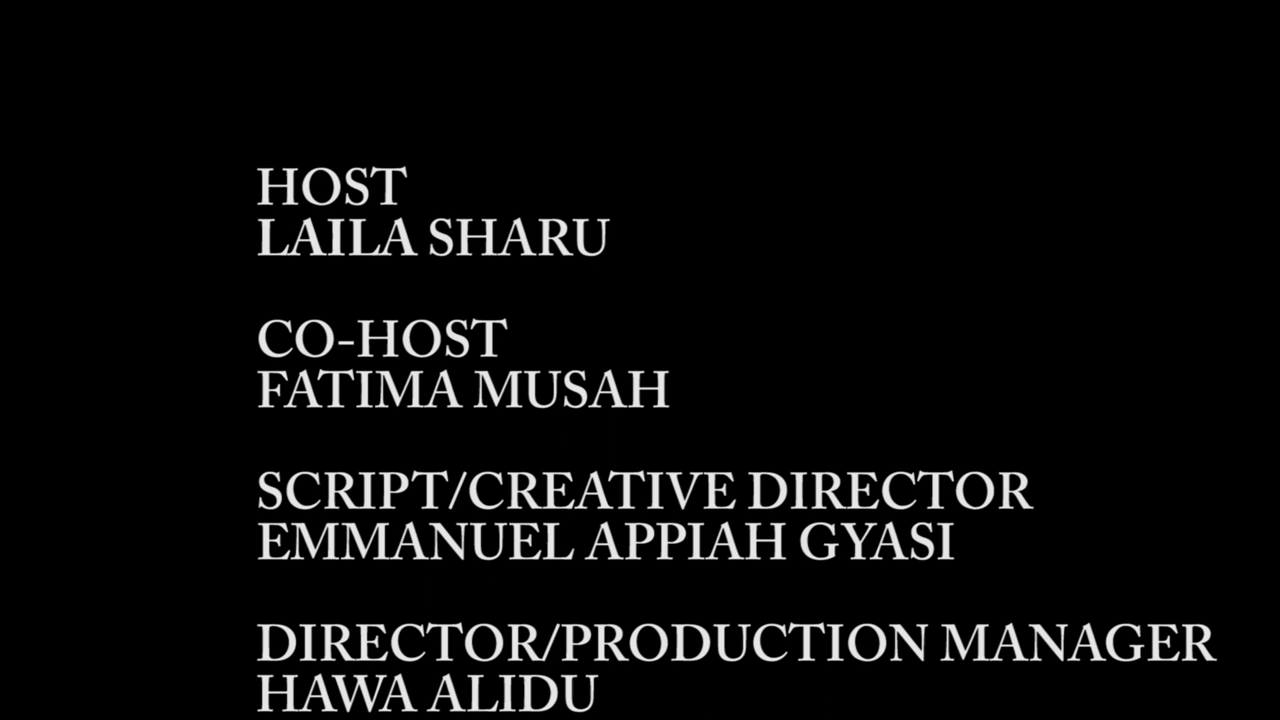 HOST
LAILA SHARU
CO-HOST
FATIMA MUSAH
SCRIPT/CREATIVE DIRECTOR
EMMANUEL APPIAH GYASI
DIRECTOR/PRODUCTION MANAGER
HAWA ALIDU